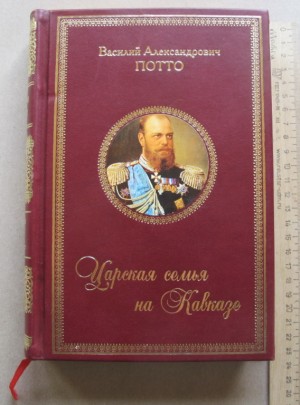 Василий Александрович
ПОТТО
Царская семья
на Кавказе